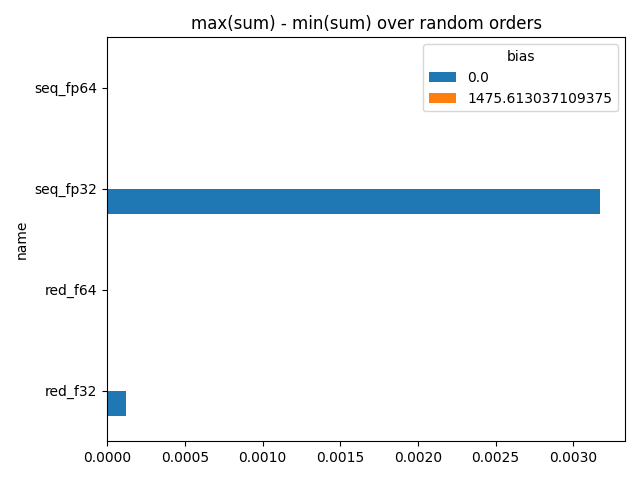 max(sum) - min(sum) over random orders
bias
0.0
1475.613037109375
name
seq_fp64
seq_fp32
red_f64
red_f32
0.0000 0.0005 0.0010 0.0015 0.0020 0.0025 0.0030